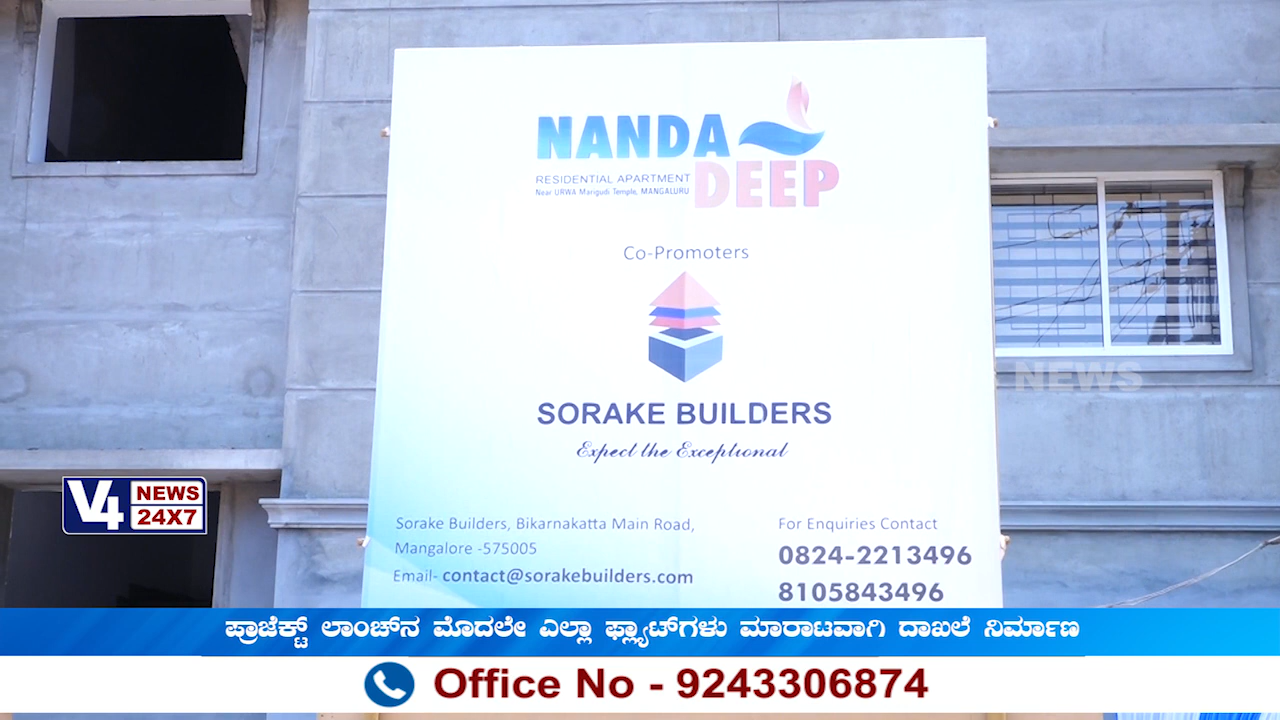 NANDA
DEEP
RESIDENTIAL APARTMENT
Near URWA Marigudi Temple, MANGALURU
Co-Promoters
SORAKE BUILDERS
Expect the Exceptional
Sorake Builders, Bikarnakatta Main Road,
Mangalore -575005
Email- contact@sorakebuilders.com
For Enquiries Contact
0824-2213496
8105843496
NEWS
V4 NEWS
24X7
ಪ್ರಾಜೆಕ್ಟ್ ಲಾಂಚ್‌ನ ಮೊದಲೇ ಎಲ್ಲಾ ಫ್ಲ್ಯಾಟ್‌ಗಳು ಮಾರಾಟವಾಗಿ ದಾಖಲೆ ನಿರ್ಮಾಣ
Office No - 9243306874